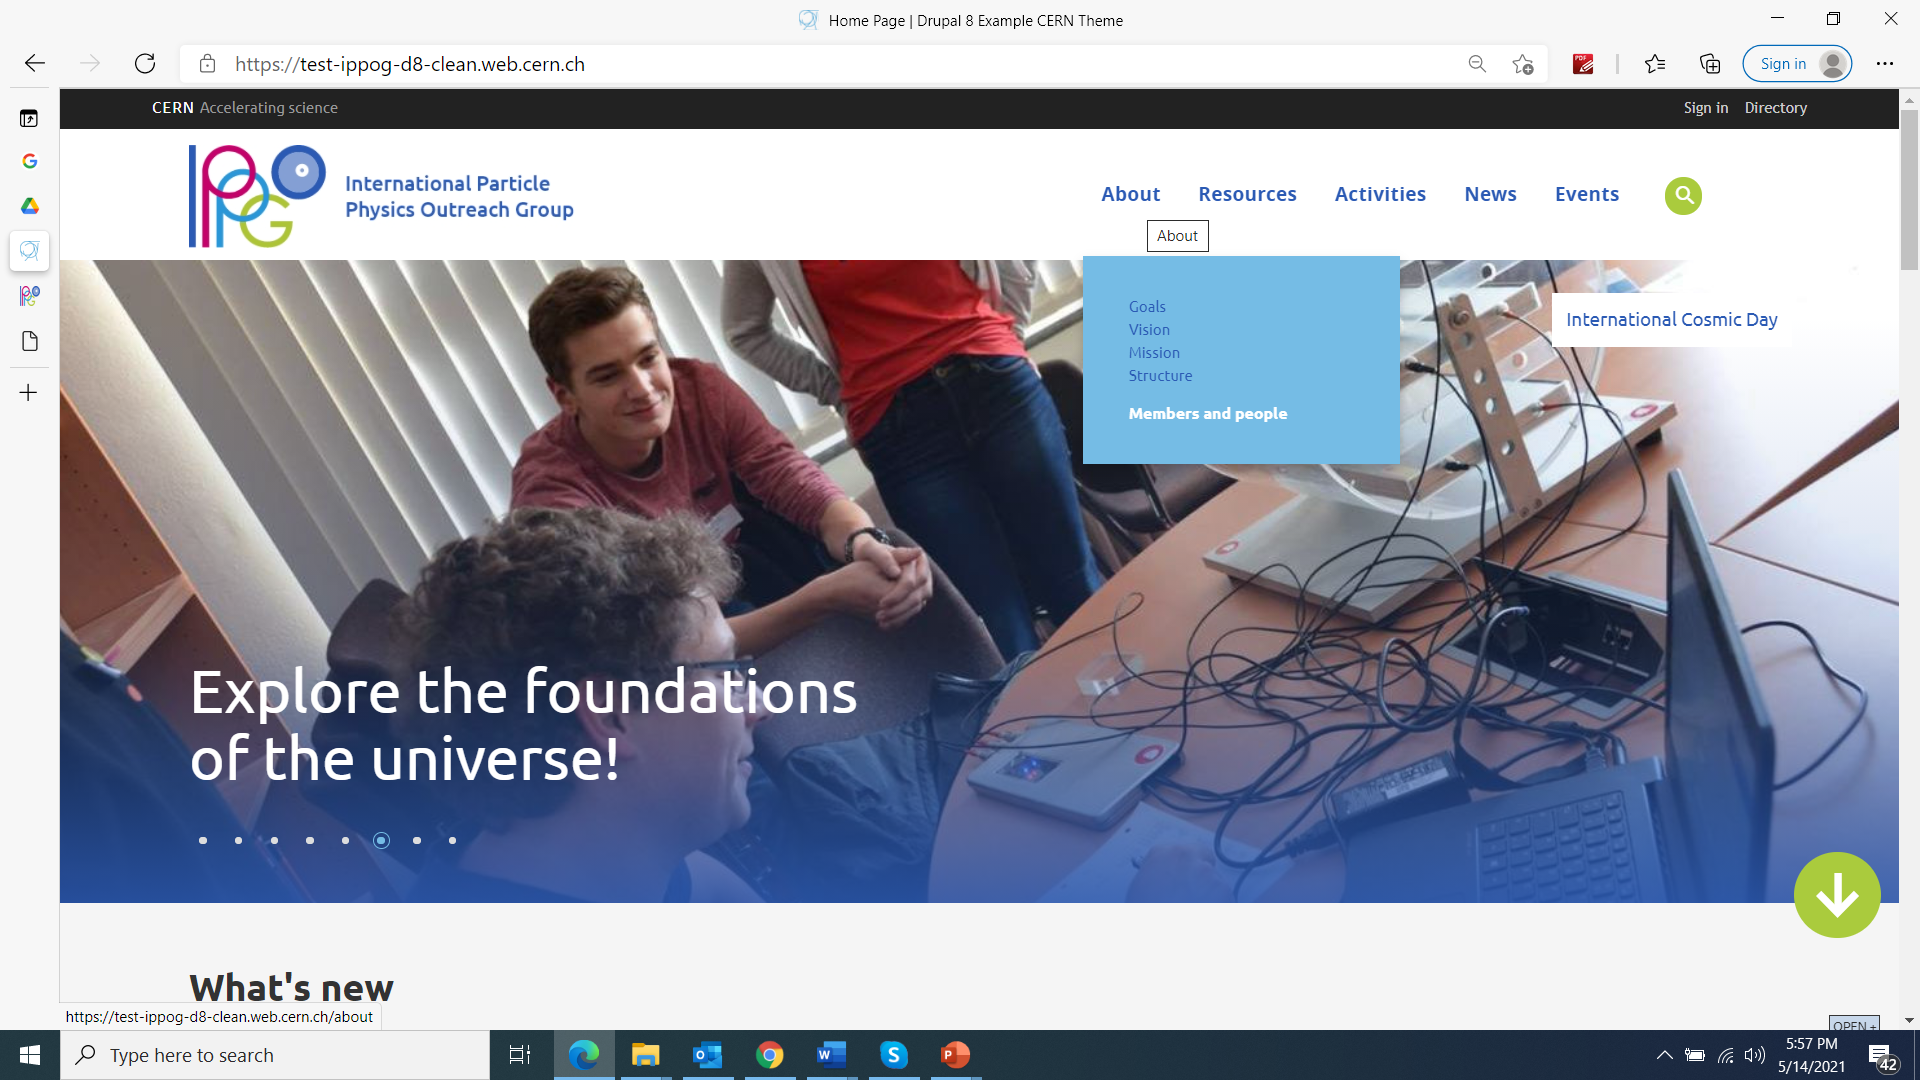 Home Page | Drupal 8 Example CERN Theme
https://test-ippog-d8-clean.web.cern.ch
PDF
Sign in
CERN Accelerating science
Sign in
Directory
IPPOG
International Particle
Physics Outreach Group
About
Resources
Activities
News
Events
About
Goals
Vision
Mission
Structure
Members and people
International Cosmic Day
Explore the foundations
of the universe!
What's new
https://test-ippog-d8-clean.web.cern.ch/about
OPEN +
Type here to search
5:57 PM
5/14/2021
42